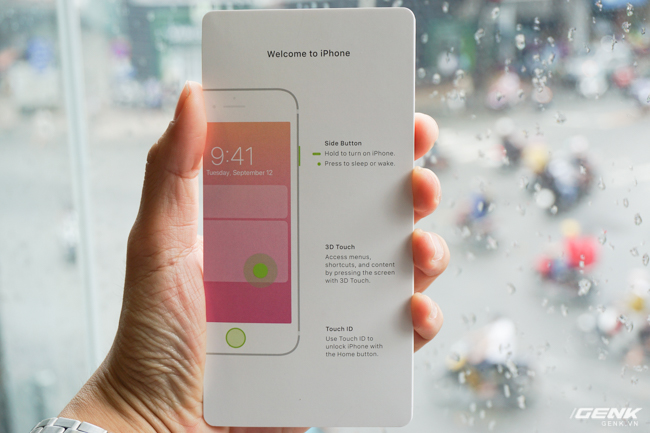 Welcome to iPhone
9:41
Tuesday, September 12
Side Button
Hold to turn on iPhone.
Press to sleep or wake.
3D Touch
Access menus,
shortcuts, and content
by pressing the screen
with 3D Touch.
Touch ID
Use Touch ID to
unlock iPhone with
the Home button.
GENK
GENK.VN